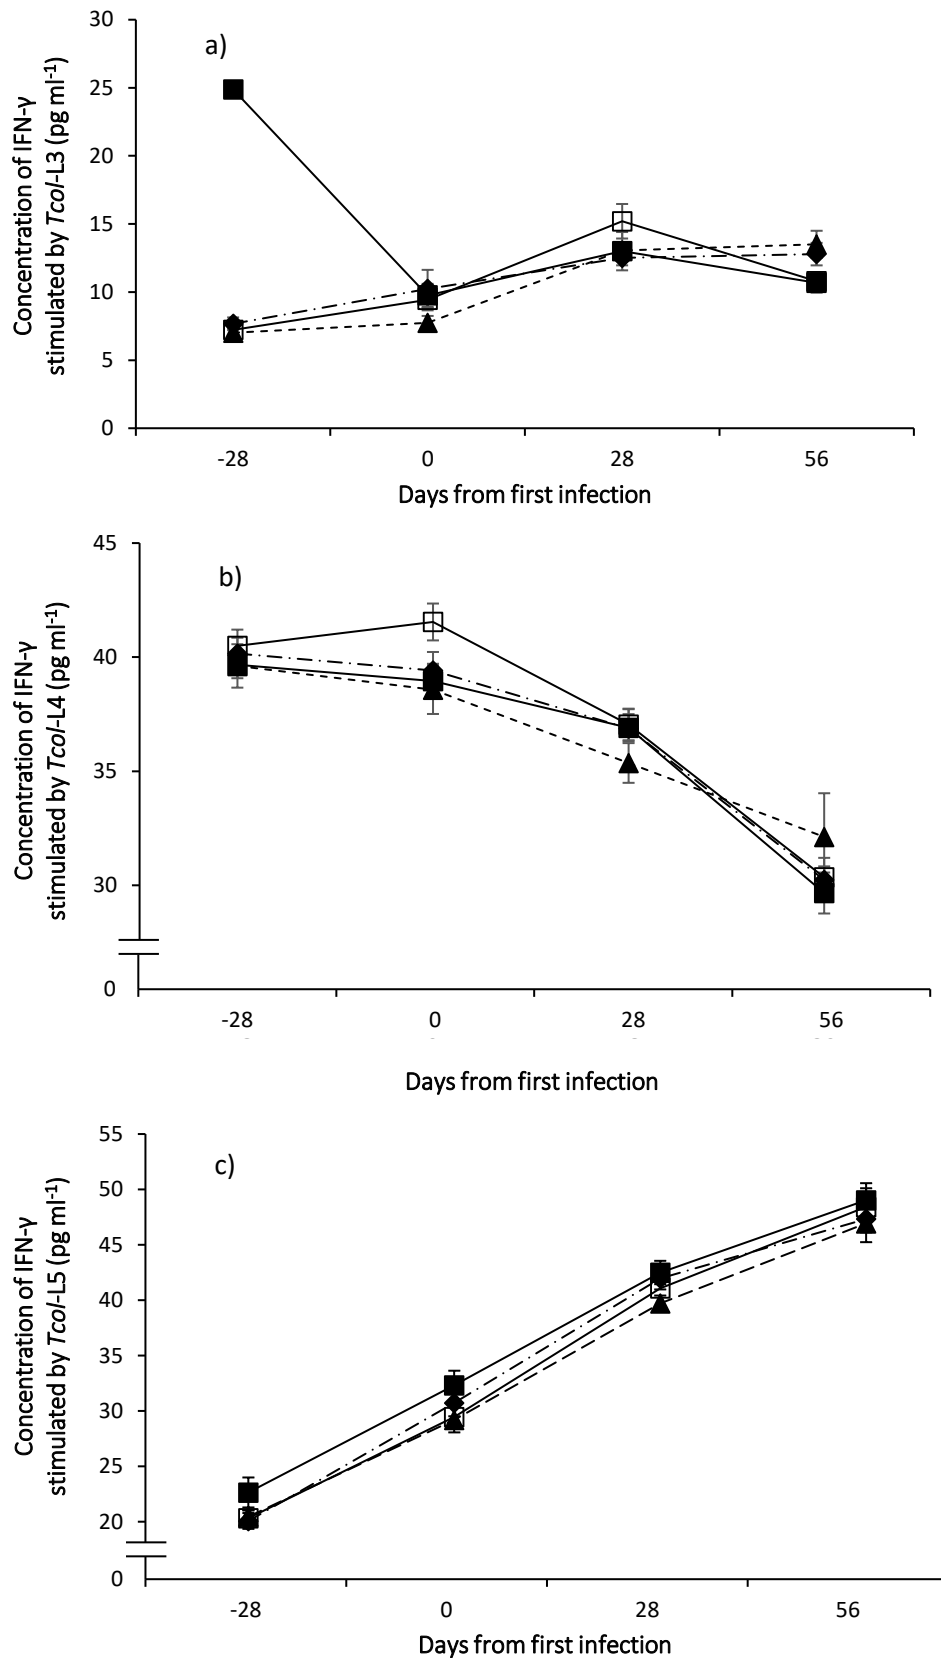 a)
Concentration of IFN-γ
stimulated by Tcol-L3 (pg ml-1)
30
25
20
15
10
5
0
-28 0 28 56
Days from first infection
b)
Concentration of IFN-γ
stimulated by Tcol-L4 (pg ml-1)
45
40
35
30
0
-28 0 28 56
Days from first infection
c)
Concentration of IFN-γ
stimulated by Tcol-L5 (pg ml-1)
55
50
45
40
35
30
25
20
0
-28 0 28 56
Days from first infection